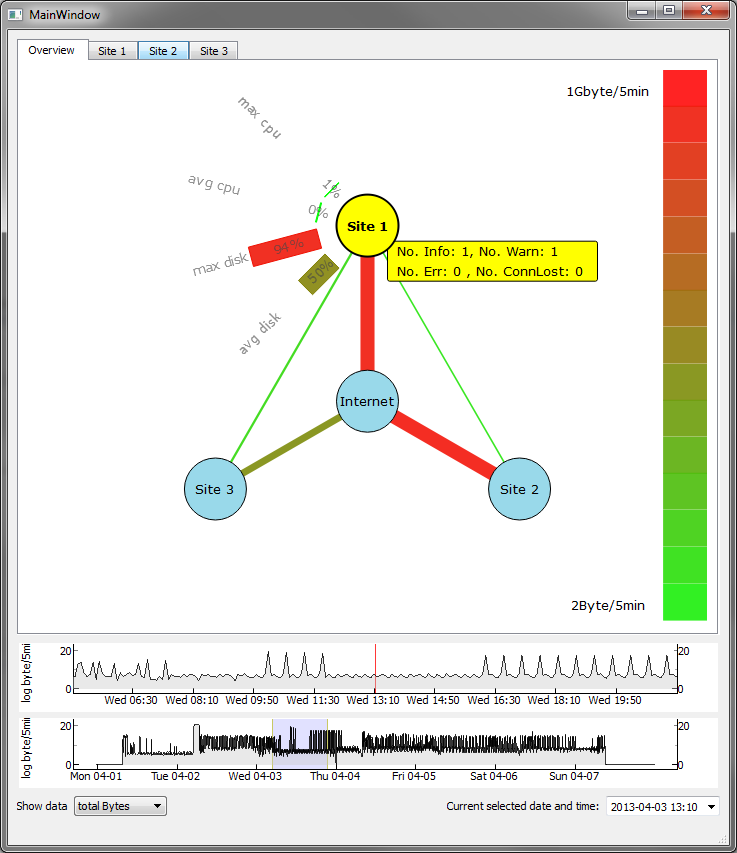 MainWindow
Overview Site 1 Site 2 Site 3
1Gbyte/5min
max cpu
avg cpu
1%
0%
Site 1
94%
max disk
No. Info: 1, No. Warn: 1
No. Err: 0 , No. ConnLost: 0
50%
avg disk
Internet
Site 3
Site 2
2Byte/5min
log byte/5mi
20 20
0 0
Wed 06:30 Wed 08:10 Wed 09:50 Wed 11:30 Wed 13:10 Wed 14:50 Wed 16:30 Wed 18:10 Wed 19:50
log byte/5mi
20 20
0 0
Mon 04-01 Tue 04-02 Wed 04-03 Thu 04-04 Fri 04-05 Sat 04-06 Sun 04-07
Show data total Bytes Current selected date and time: 2013-04-03 13:10